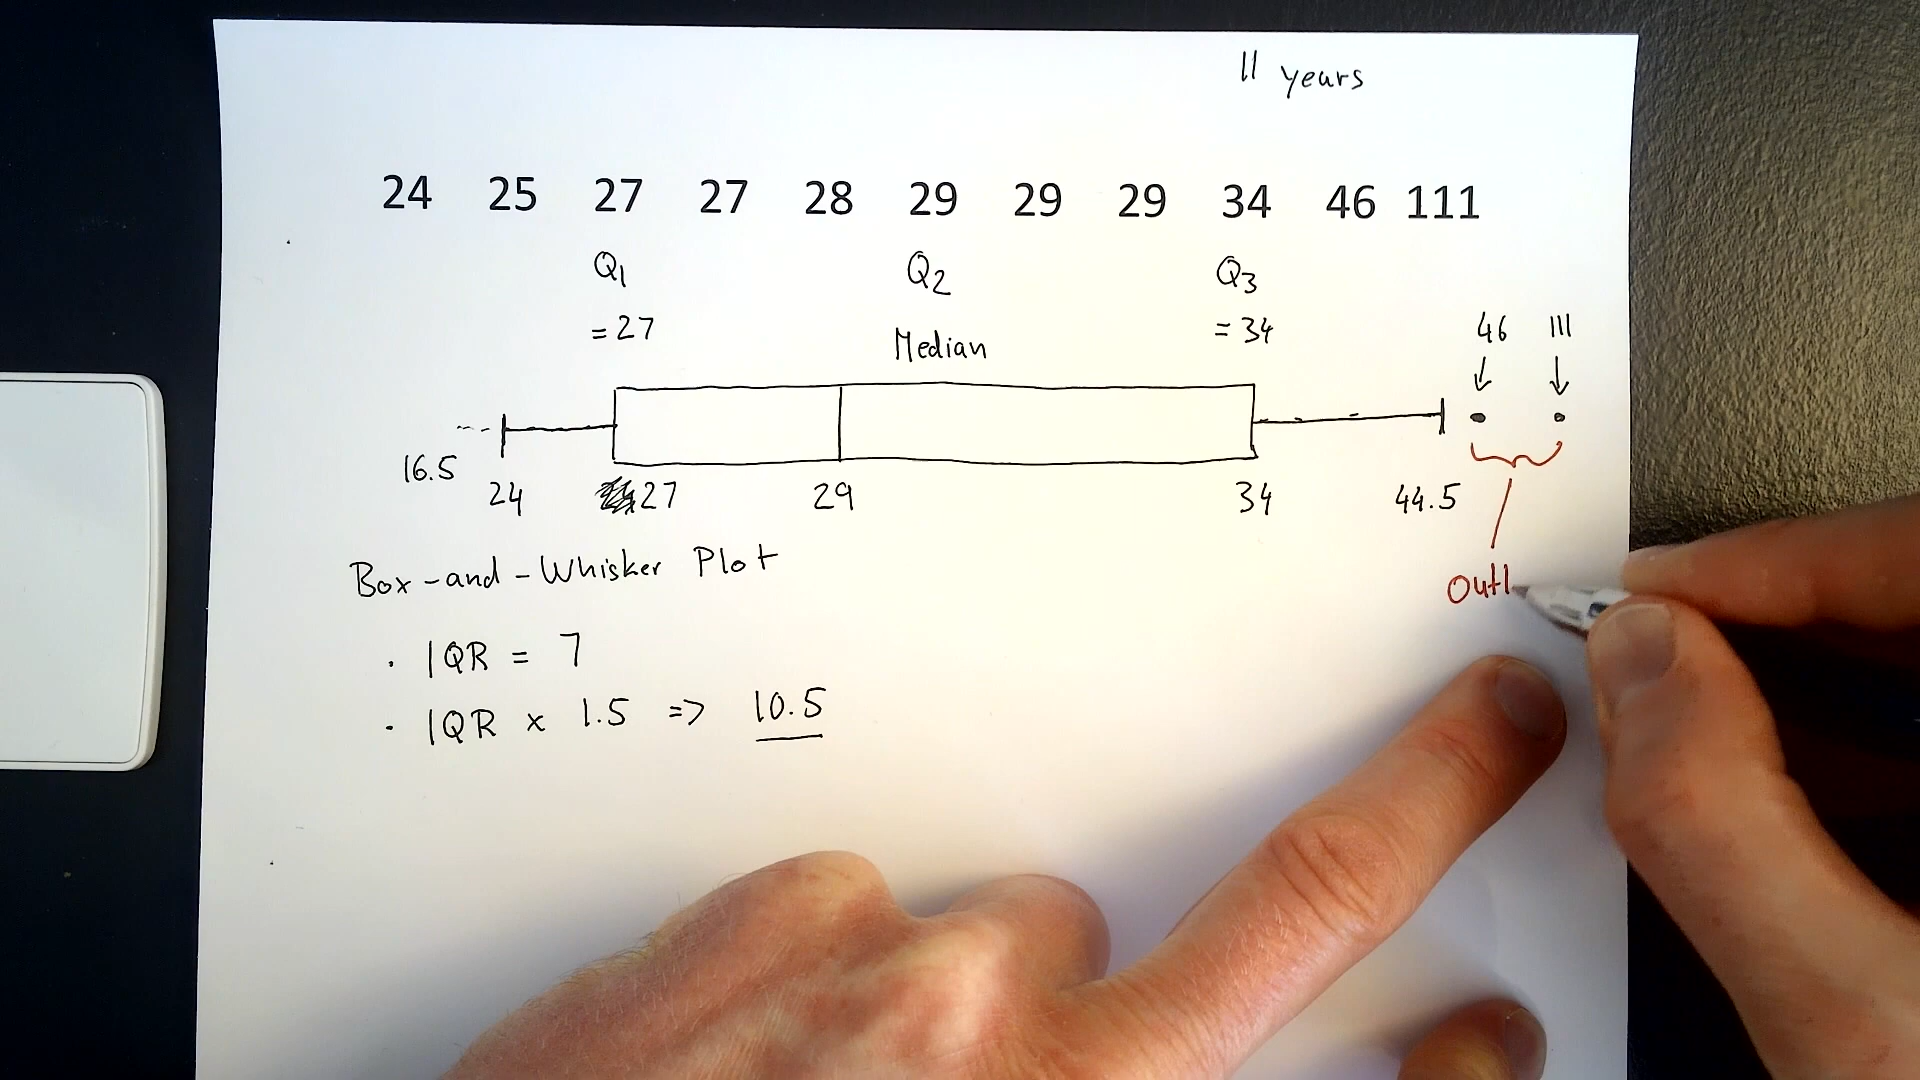 11 years
24 25 27 27 28 29 29 29 34 46 111
Q1 Q2 Q3
= 27 Median = 34 46 111
16.5
24 27 29 34 44.5
Box-and-Whisker Plot
Outl
· IQR = 7
· IQR x 1.5 => 10.5